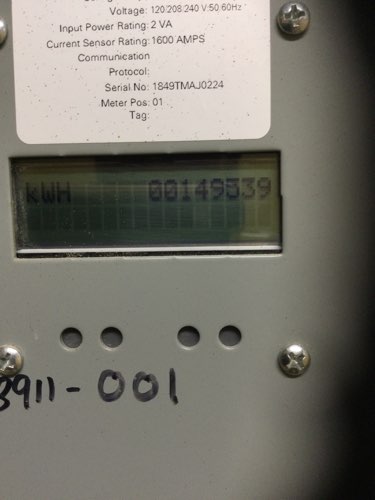 Voltage: 120/208 240 V:50 60Hz
Input Power Rating: 2 VA
Current Sensor Rating: 1600 AMPS
Communication
Protocol:
Serial No: 1849TMAJ0224
Meter Pos: 01
Tag:
kWH 00149539
3911-001